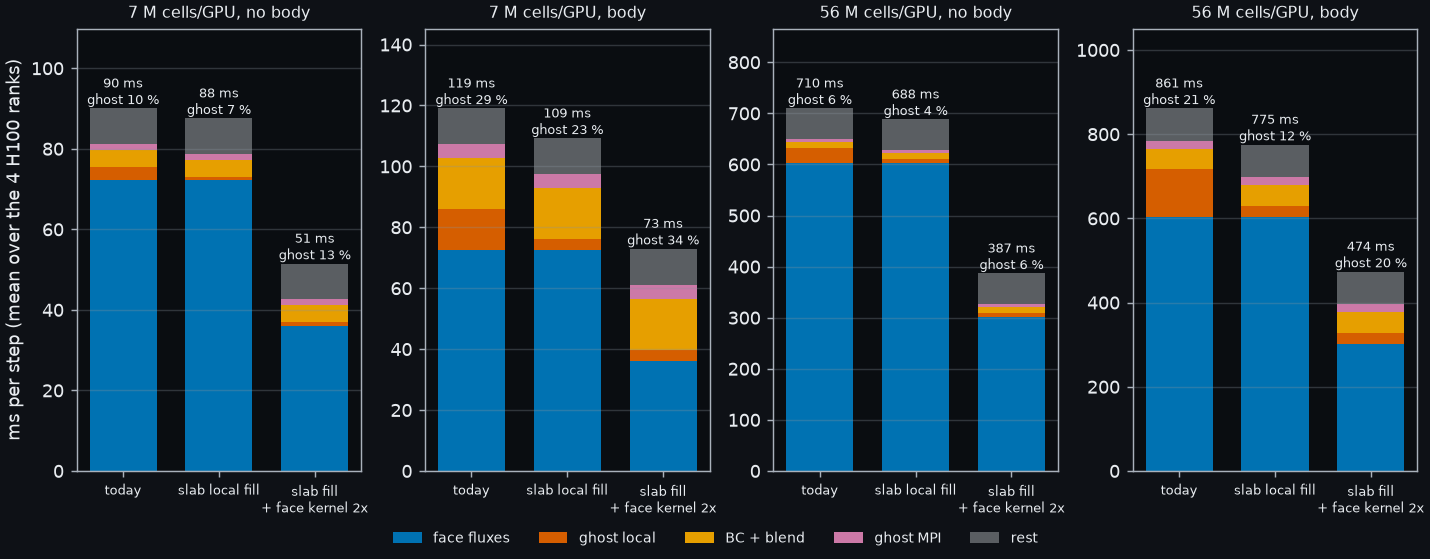 7 M cells/GPU, no body
7 M cells/GPU, body
56 M cells/GPU, no body
56 M cells/GPU, body
ms per step (mean over the 4 H100 ranks)
100
80
60
40
20
0
90 ms
ghost 10 %
88 ms
ghost 7 %
51 ms
ghost 13 %
today
slab local fill
slab fill
+ face kernel 2x
140
120
100
80
60
40
20
0
119 ms
ghost 29 %
109 ms
ghost 23 %
73 ms
ghost 34 %
today
slab local fill
slab fill
+ face kernel 2x
800
700
600
500
400
300
200
100
0
710 ms
ghost 6 %
688 ms
ghost 4 %
387 ms
ghost 6 %
today
slab local fill
slab fill
+ face kernel 2x
1000
800
600
400
200
0
861 ms
ghost 21 %
775 ms
ghost 12 %
474 ms
ghost 20 %
today
slab local fill
slab fill
+ face kernel 2x
face fluxes
ghost local
BC + blend
ghost MPI
rest